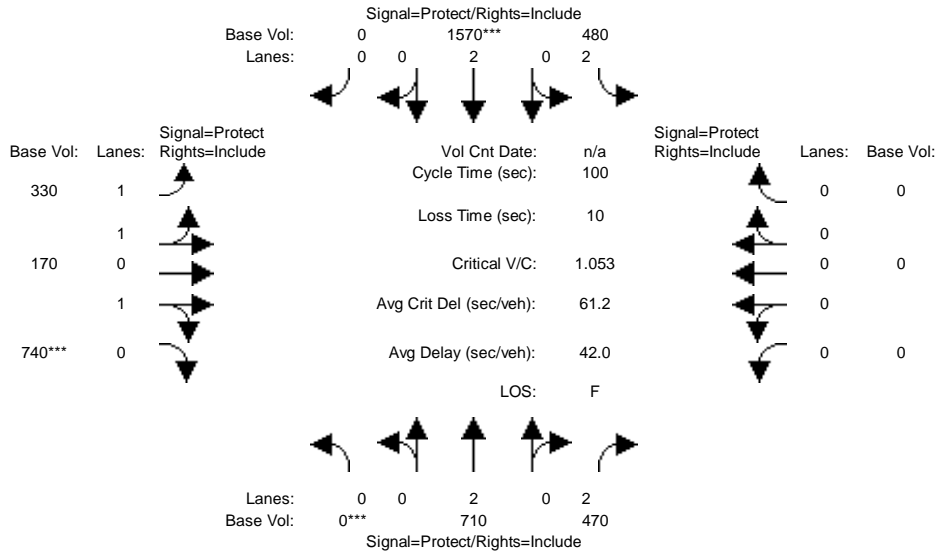 Signal=Protect/Rights=Include
Base Vol: 0 1570*** 480
Lanes: 0 0 2 0 2
Signal=Protect Signal=Protect
Base Vol: Lanes: Rights=Include Vol Cnt Date: n/a Rights=Include Lanes: Base Vol:
Cycle Time (sec): 100
330 1 0 0
Loss Time (sec): 10
1 0
170 0 Critical V/C: 1.053 0 0
1 Avg Crit Del (sec/veh): 61.2 0
740*** 0 Avg Delay (sec/veh): 42.0 0 0
LOS: F
Lanes: 0 0 2 0 2
Base Vol: 0*** 710 470
Signal=Protect/Rights=Include